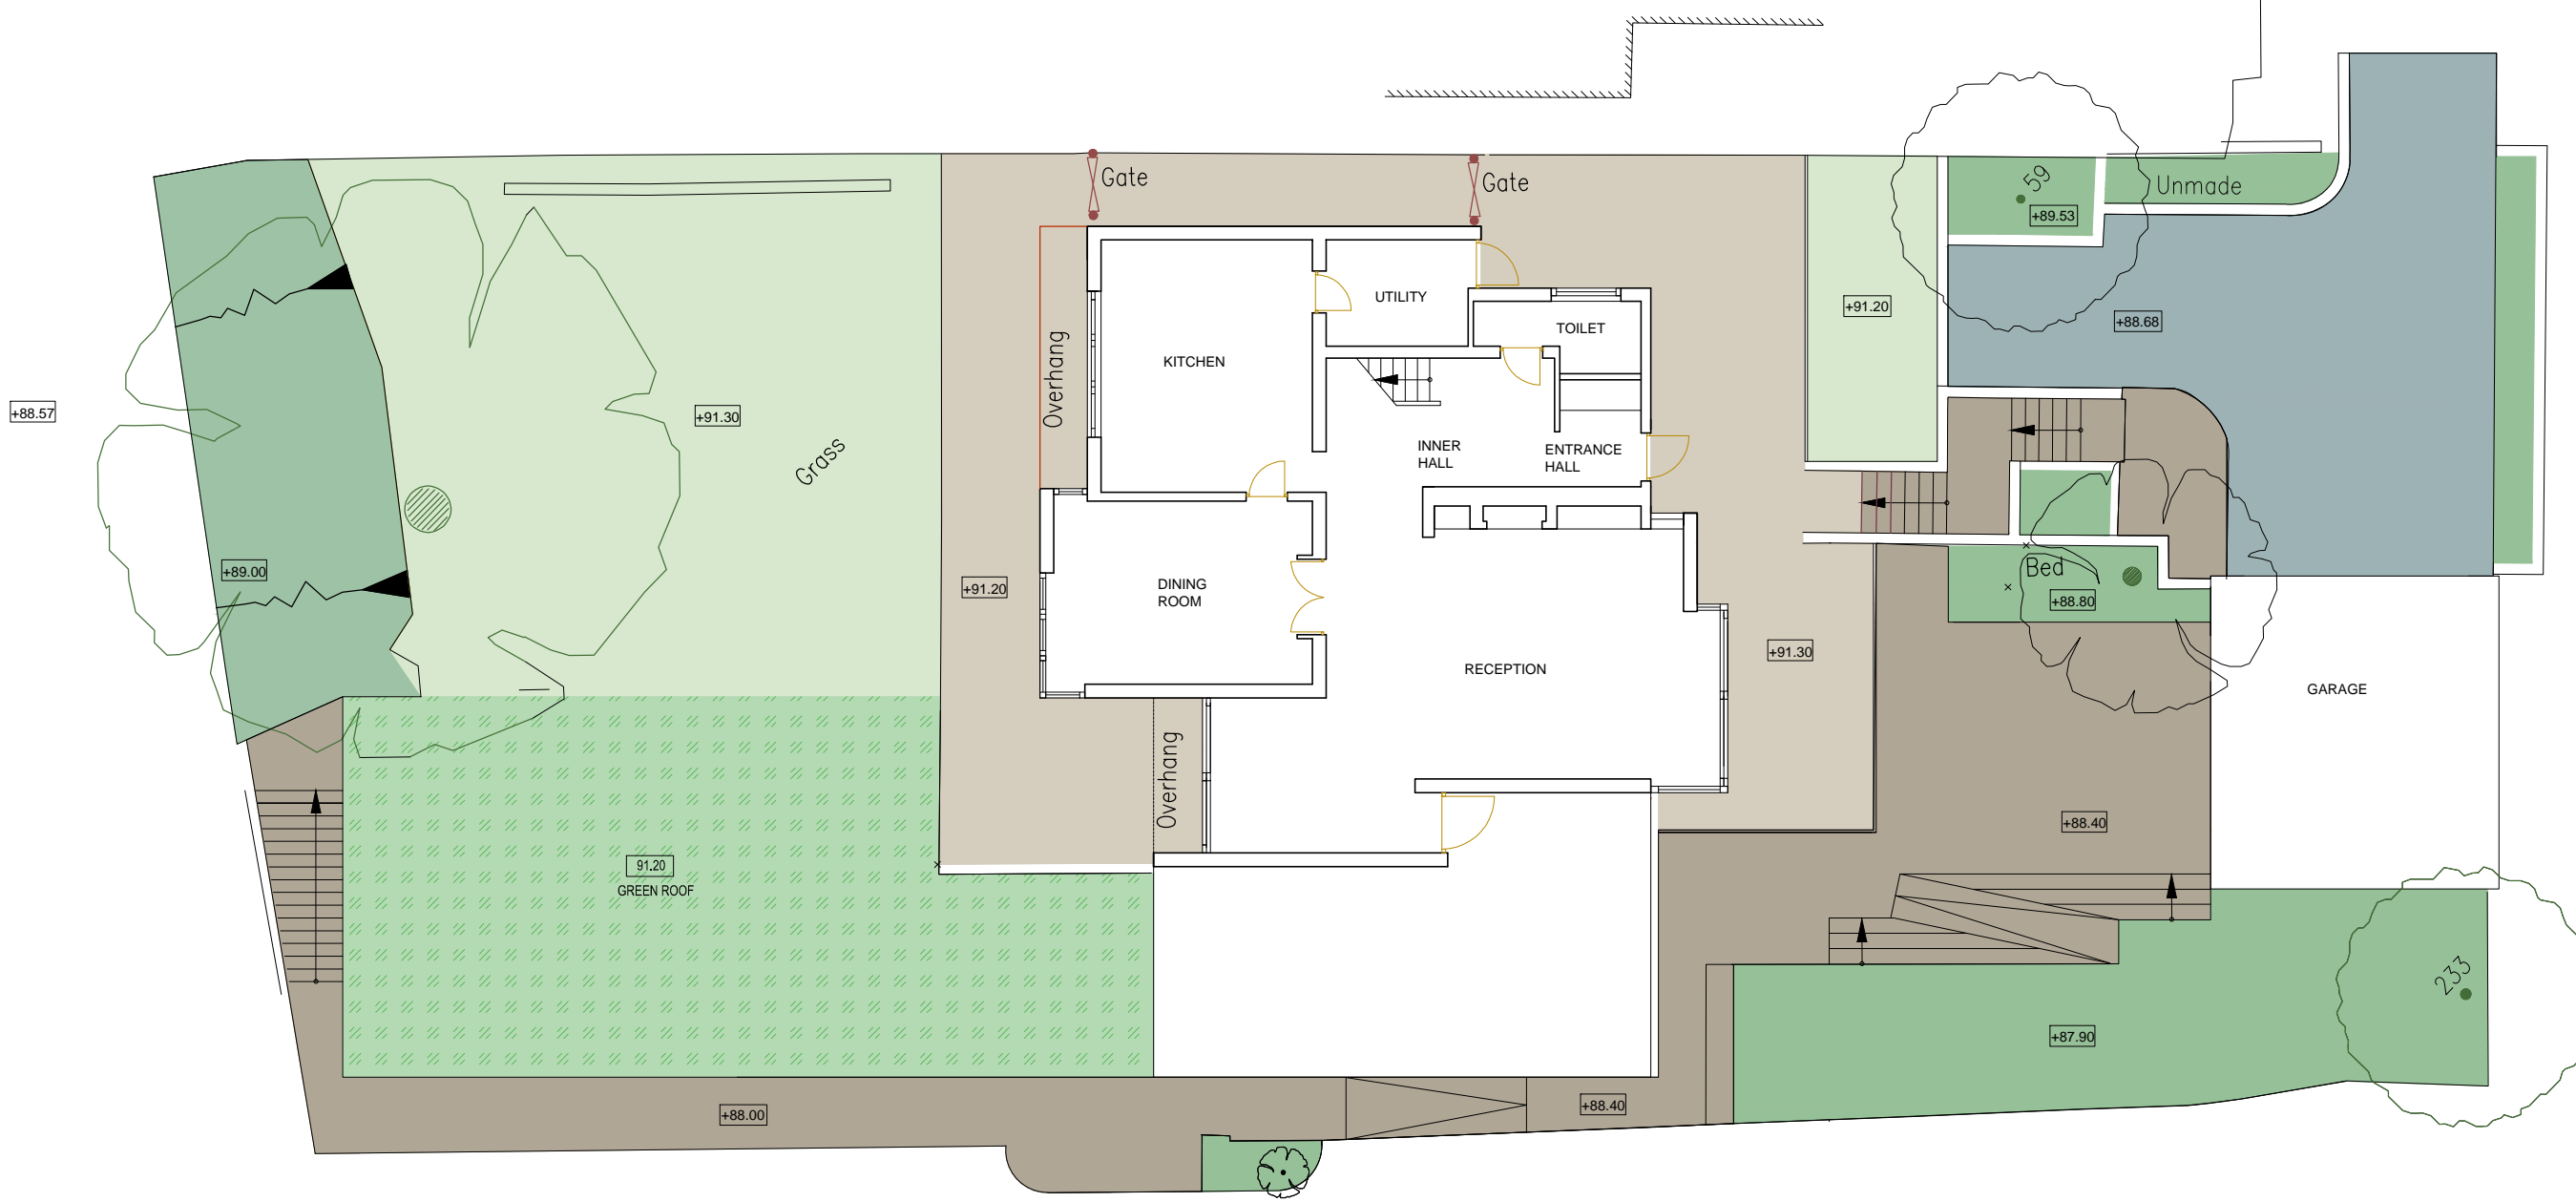 Gate
Gate
59
Unmade
+89.53
UTILITY
+91.20
+88.68
TOILET
KITCHEN
Overhang
+88.57
+91.30
Grass
INNER
HALL
ENTRANCE
HALL
+89.00
Bed
+88.80
DINING
ROOM
+91.20
+91.30
RECEPTION
GARAGE
Overhang
+88.40
91.20
GREEN ROOF
233
+87.90
+88.00
+88.40